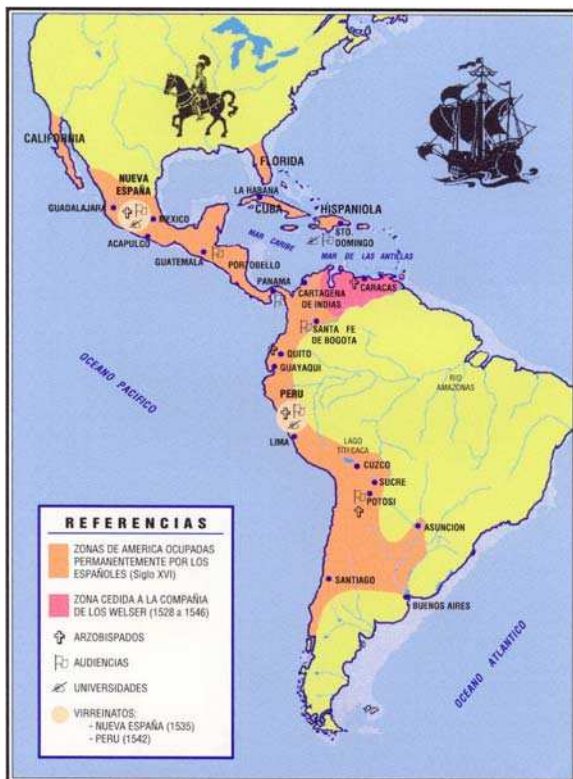 CALIFORNIA
NUEVA
ESPAÑA
FLORIDA
LA HABANA
CUBA
HISPANIOLA
GUADALAJARA
MEXICO
STO.
DOMINGO
ACAPULCO
MAR CARIBE
MAR DE LAS ANTILLAS
GUATEMALA
PORTOBELLO
PANAMA
CARTAGENA
DE INDIAS
CARACAS
SANTA FE
DE BOGOTA
OCEANO PACIFICO
QUITO
GUAYAQUI
RIO
AMAZONAS
PERU
LIMA
LAGO
TITI CACA
CUZCO
SUCRE
POTOSI
ASUNCION
SANTIAGO
BUENOS AIRES
OCEANO ATLANTICO
REFERENCIAS
ZONAS DE AMERICA OCUPADAS
PERMANENTEMENTE POR LOS
ESPAÑOLES (Siglo XVI)
ZONA CEDIDA A LA COMPAÑIA
DE LOS WELSER (1528 a 1546)
ARZOBISPADOS
AUDIENCIAS
UNIVERSIDADES
VIRREINATOS:
- NUEVA ESPAÑA (1535)
- PERU (1542)